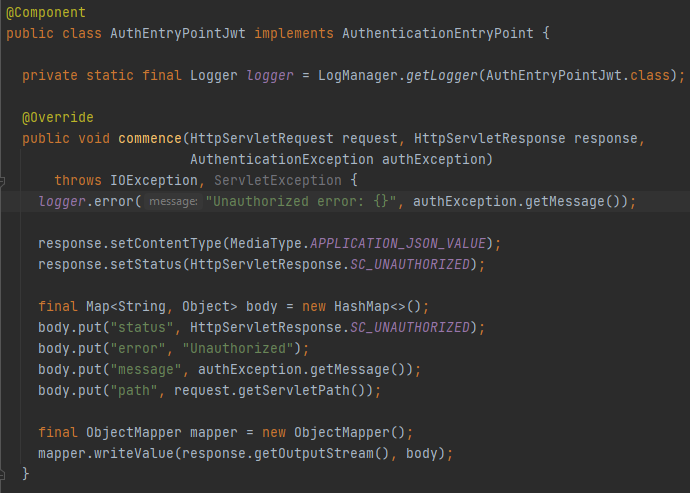 @Component
public class AuthEntryPointJwt implements AuthenticationEntryPoint {
private static final Logger logger = LogManager.getLogger(AuthEntryPointJwt.class);
@Override
public void commence(HttpServletRequest request, HttpServletResponse response,
AuthenticationException authException)
throws IOException, ServletException {
logger.error( message: "Unauthorized error: {}", authException.getMessage());
response.setContentType(MediaType.APPLICATION_JSON_VALUE);
response.setStatus(HttpServletResponse.SC_UNAUTHORIZED);
final Map<String, Object> body = new HashMap<>();
body.put("status", HttpServletResponse.SC_UNAUTHORIZED);
body.put("error", "Unauthorized");
body.put("message", authException.getMessage());
body.put("path", request.getServletPath());
final ObjectMapper mapper = new ObjectMapper();
mapper.writeValue(response.getOutputStream(), body);
}